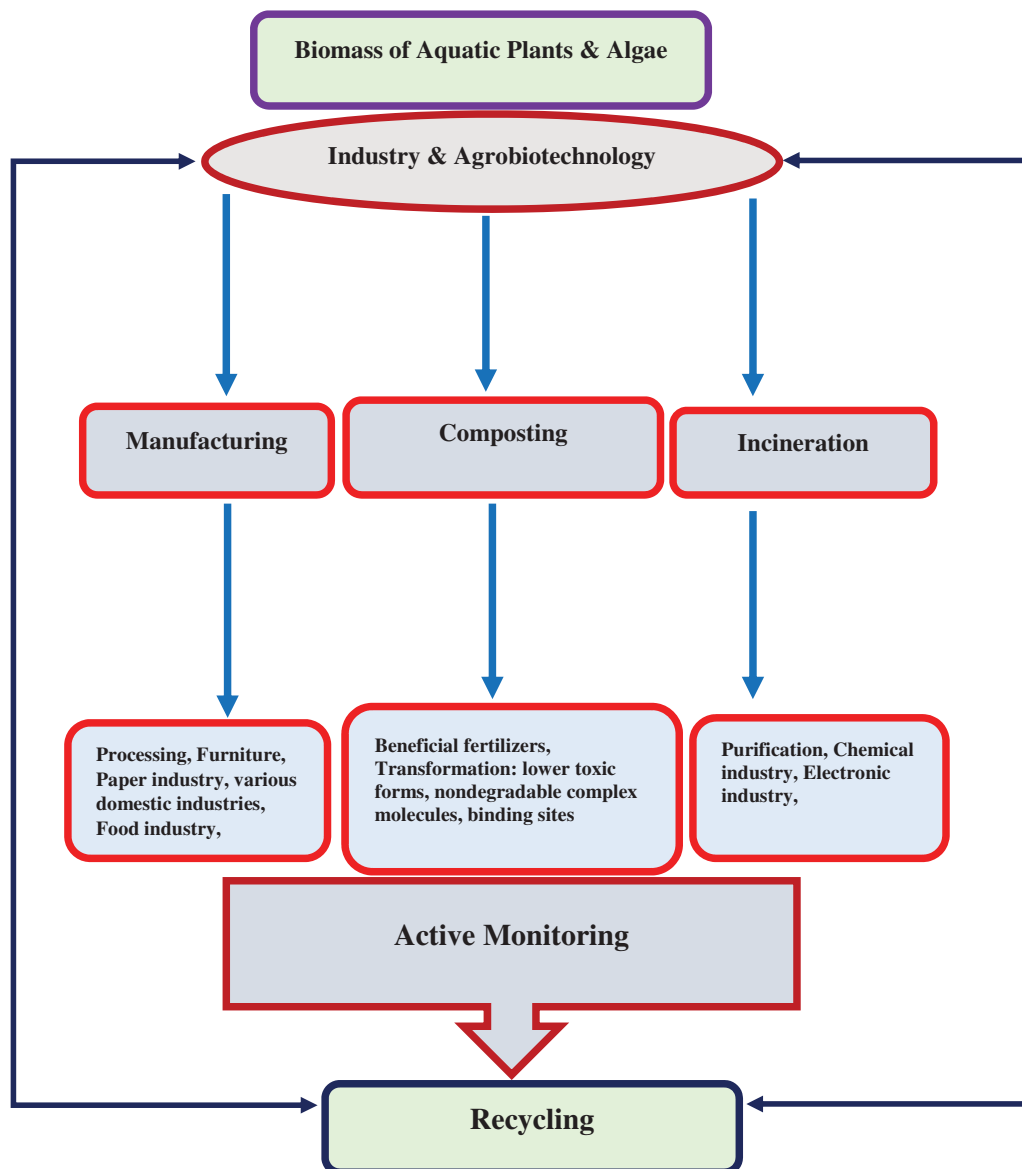 Biomass of Aquatic Plants & Algae
Industry & Agrobiotechnology
Manufacturing
Composting
Incineration
Processing, Furniture,
Paper industry, various
domestic industries,
Food industry,
Beneficial fertilizers,
Transformation: lower toxic
forms, nondegradable complex
molecules, binding sites
Purification, Chemical
industry, Electronic
industry,
Active Monitoring
Recycling